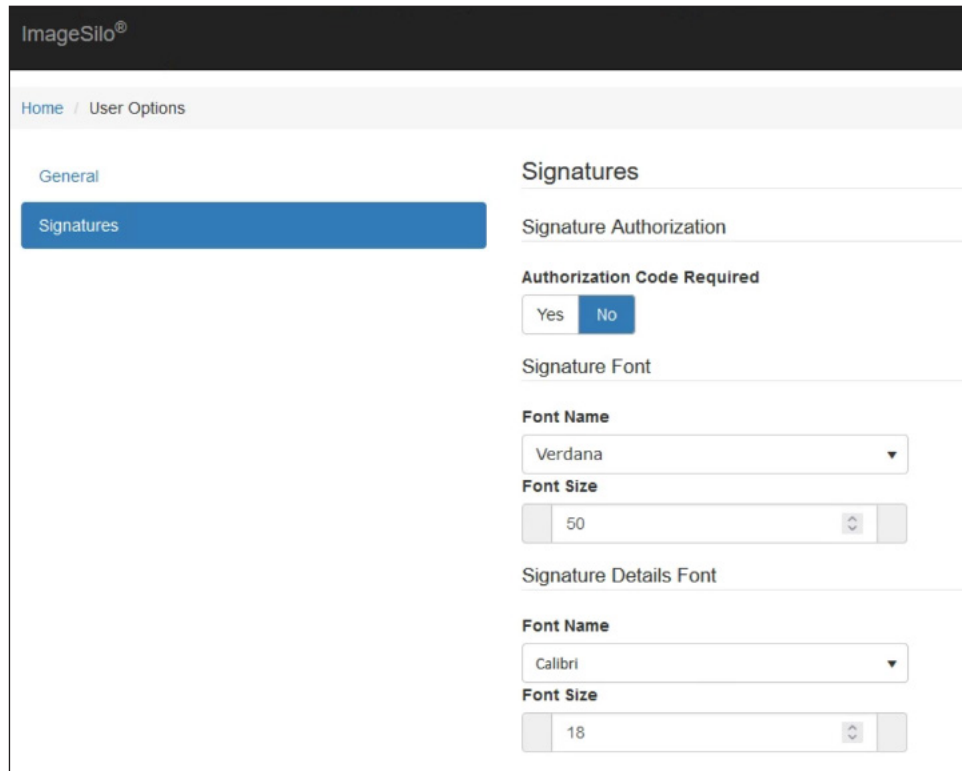 ImageSilo®
Home / User Options
General
Signatures
Signatures
Signature Authorization
Authorization Code Required
Yes No
Signature Font
Font Name
Verdana
Font Size
50
Signature Details Font
Font Name
Calibri
Font Size
18